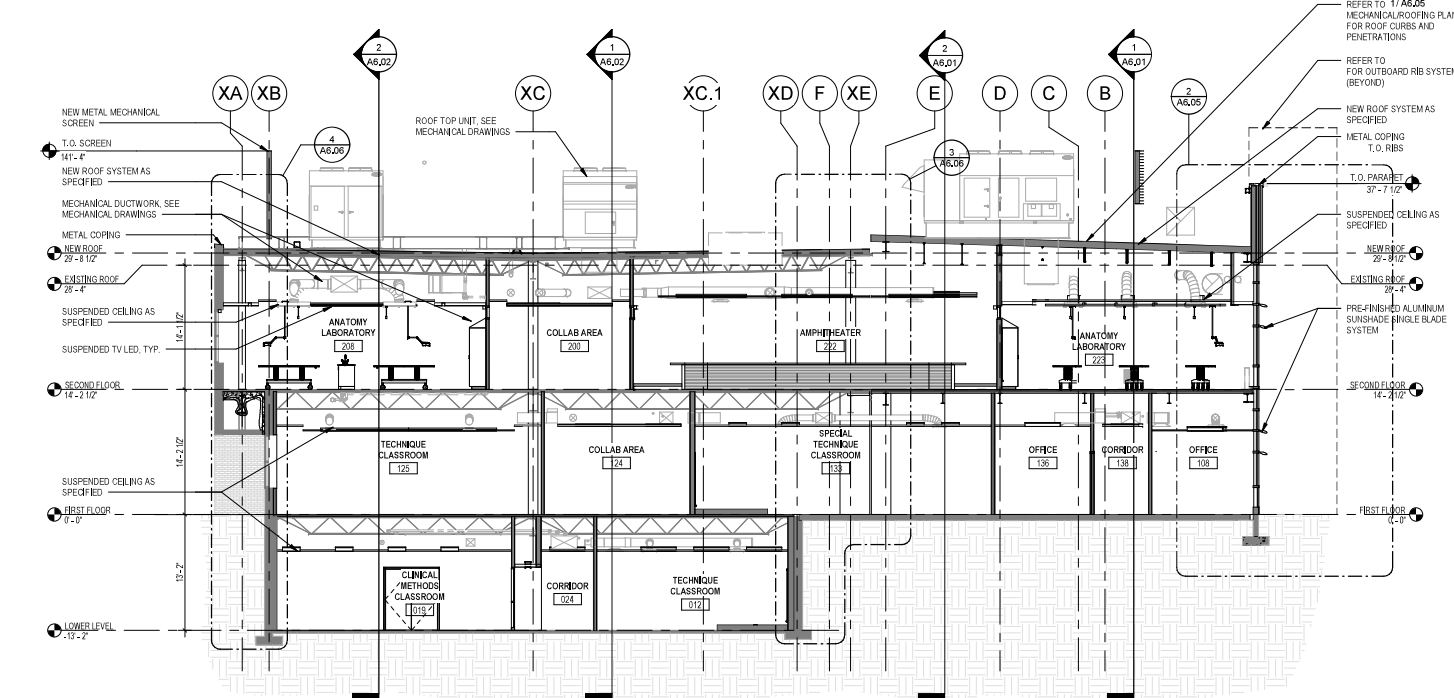 2
A6.02
1
A6.02
2
A6.01
1
A6.01
REFER TO 1/ A6.05
MECHANICAL/ROOFING PLAN
FOR ROOF CURBS AND
PENETRATIONS
REFER TO
FOR OUTBOARD RIB SYSTEM
(BEYOND)
XA
XB
XC
XC.1
XD
F
XE
E
D
C
B
2
A6.05
NEW METAL MECHANICAL
SCREEN
T.O. SCREEN
141'- 4"
4
A6.06
ROOF TOP UNIT, SEE
MECHANICAL DRAWINGS
3
A6.06
NEW ROOF SYSTEM AS
SPECIFIED
METAL COPING
T.O. RIBS
T.O. PARAPET
37' - 7 1/2"
NEW ROOF SYSTEM AS
SPECIFIED
MECHANICAL DUCTWORK, SEE
MECHANICAL DRAWINGS
METAL COPING
SUSPENDED CEILING AS
SPECIFIED
NEW ROOF
29' - 8 1/2"
NEW ROOF
29' - 8 1/2"
EXISTING ROOF
28' - 4"
EXISTING ROOF
28' - 4"
SUSPENDED CEILING AS
SPECIFIED
SUSPENDED TV LED, TYP.
14'-1 1/2"
ANATOMY
LABORATORY
208
COLLAB AREA
200
AMPHITHEATER
222
ANATOMY
LABORATORY
223
PRE-FINISHED ALUMINUM
SUNSHADE SINGLE BLADE
SYSTEM
SECOND FLOOR
14' - 2 1/2"
SECOND FLOOR
14' - 2 1/2"
14'- 2 1/2"
TECHNIQUE
CLASSROOM
125
COLLAB AREA
124
SPECIAL
TECHNIQUE
CLASSROOM
133
OFFICE
136
CORRIDOR
138
OFFICE
108
SUSPENDED CEILING AS
SPECIFIED
FIRST FLOOR
0' - 0"
FIRST FLOOR
0' - 0"
13'- 2"
CLINICAL
METHODS
CLASSROOM
019
CORRIDOR
024
TECHNIQUE
CLASSROOM
012
LOWER LEVEL
-13' - 2"